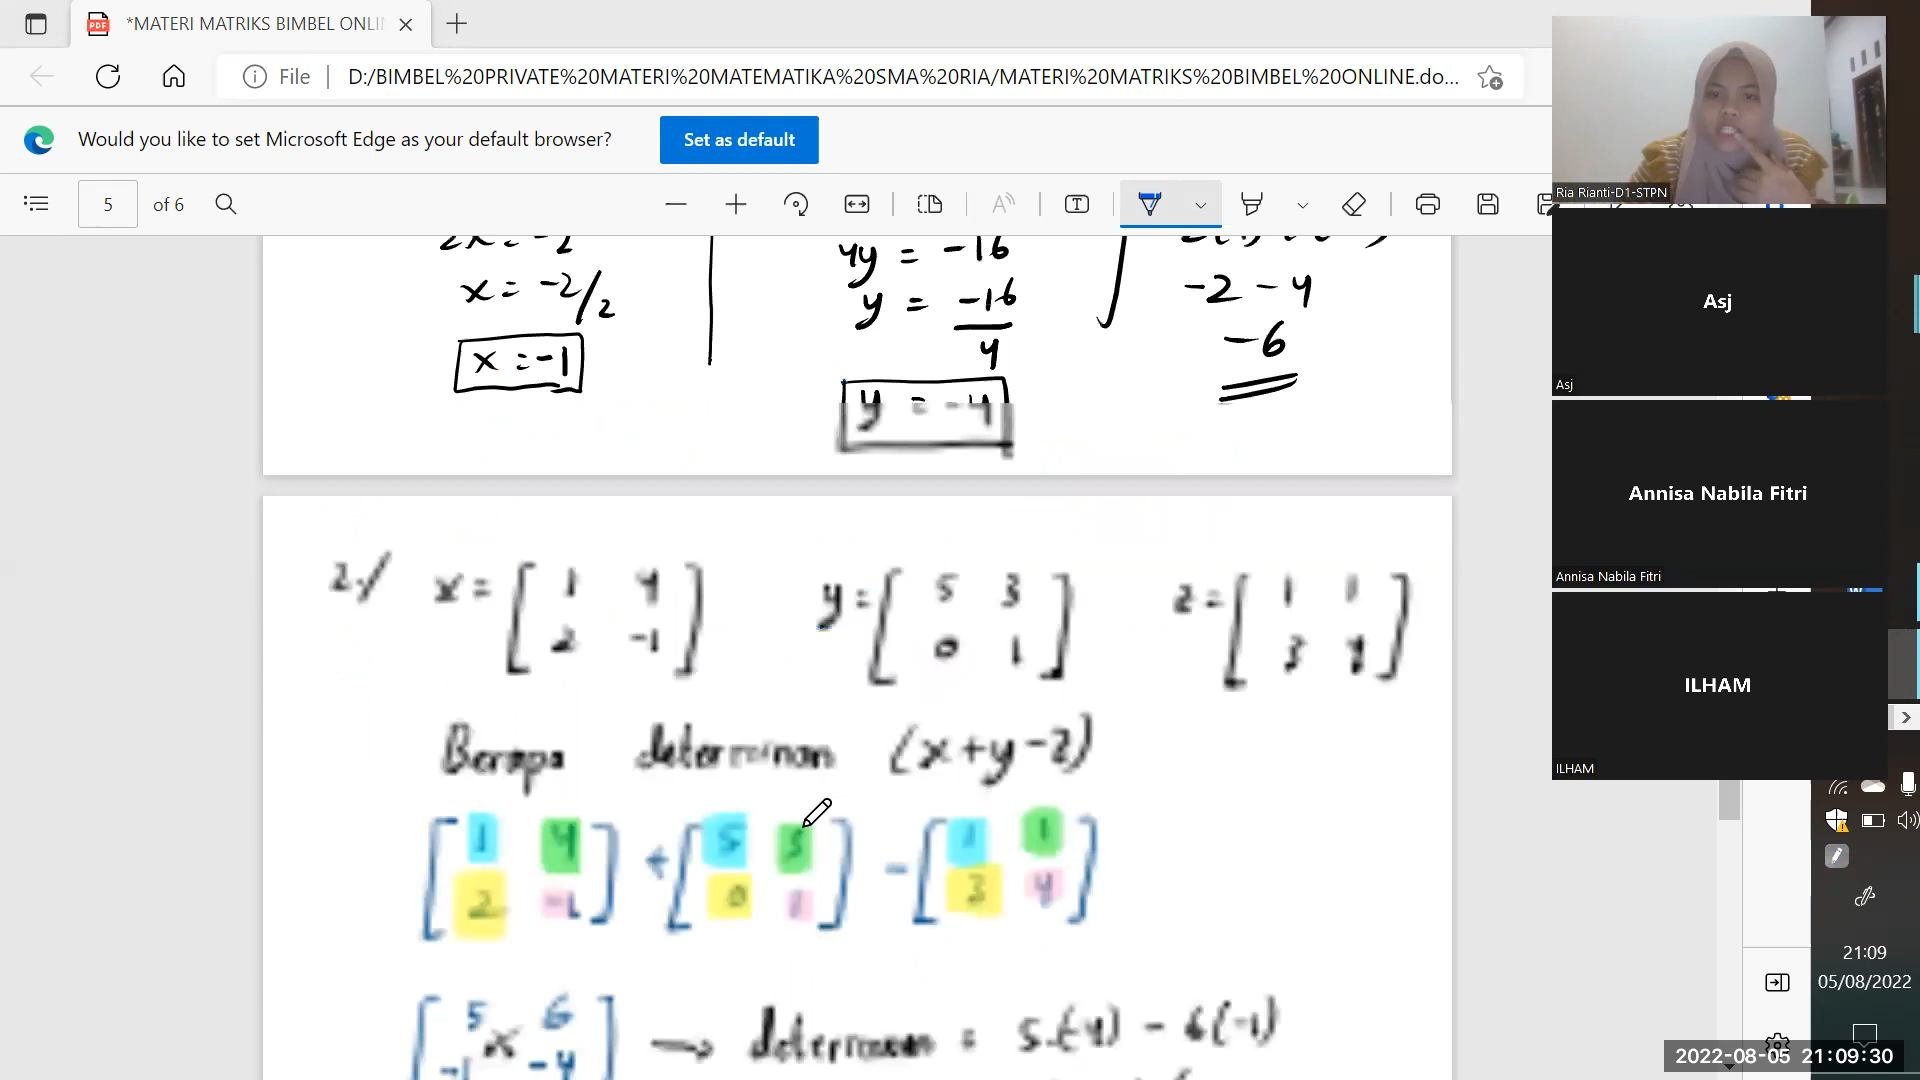 *MATERI MATRIKS BIMBEL ONLI
File
D:/BIMBEL%20PRIVATE%20MATERI%20MATEMATIKA%20SMA%20RIA/MATERI%20MATRIKS%20BIMBEL%20ONLINE.do...
Would you like to set Microsoft Edge as your default browser?
Set as default
5 of 6
x = -2/2
x = -1
4y = -16
y = -16
4
y = -4
-2 - 4
-6
2./ x = [ 1 4 y = [ 5 3 z = [ 1 1
2 -1 ] 0 1 ] 3 4 ]
Berapa determinan (x+y-z)
[ 1 4 ] + [ 5 3 ] - [ 1 1 ]
2 -1 0 1 3 4
[ 5 x 6 ] → determinan = 5.(-4) - 6(-1)
-1 -4
Ria Rianti-D1-STPN
Asj
Asj
Annisa Nabila Fitri
Annisa Nabila Fitri
ILHAM
ILHAM
21:09
05/08/2022
2022-08-05 21:09:30